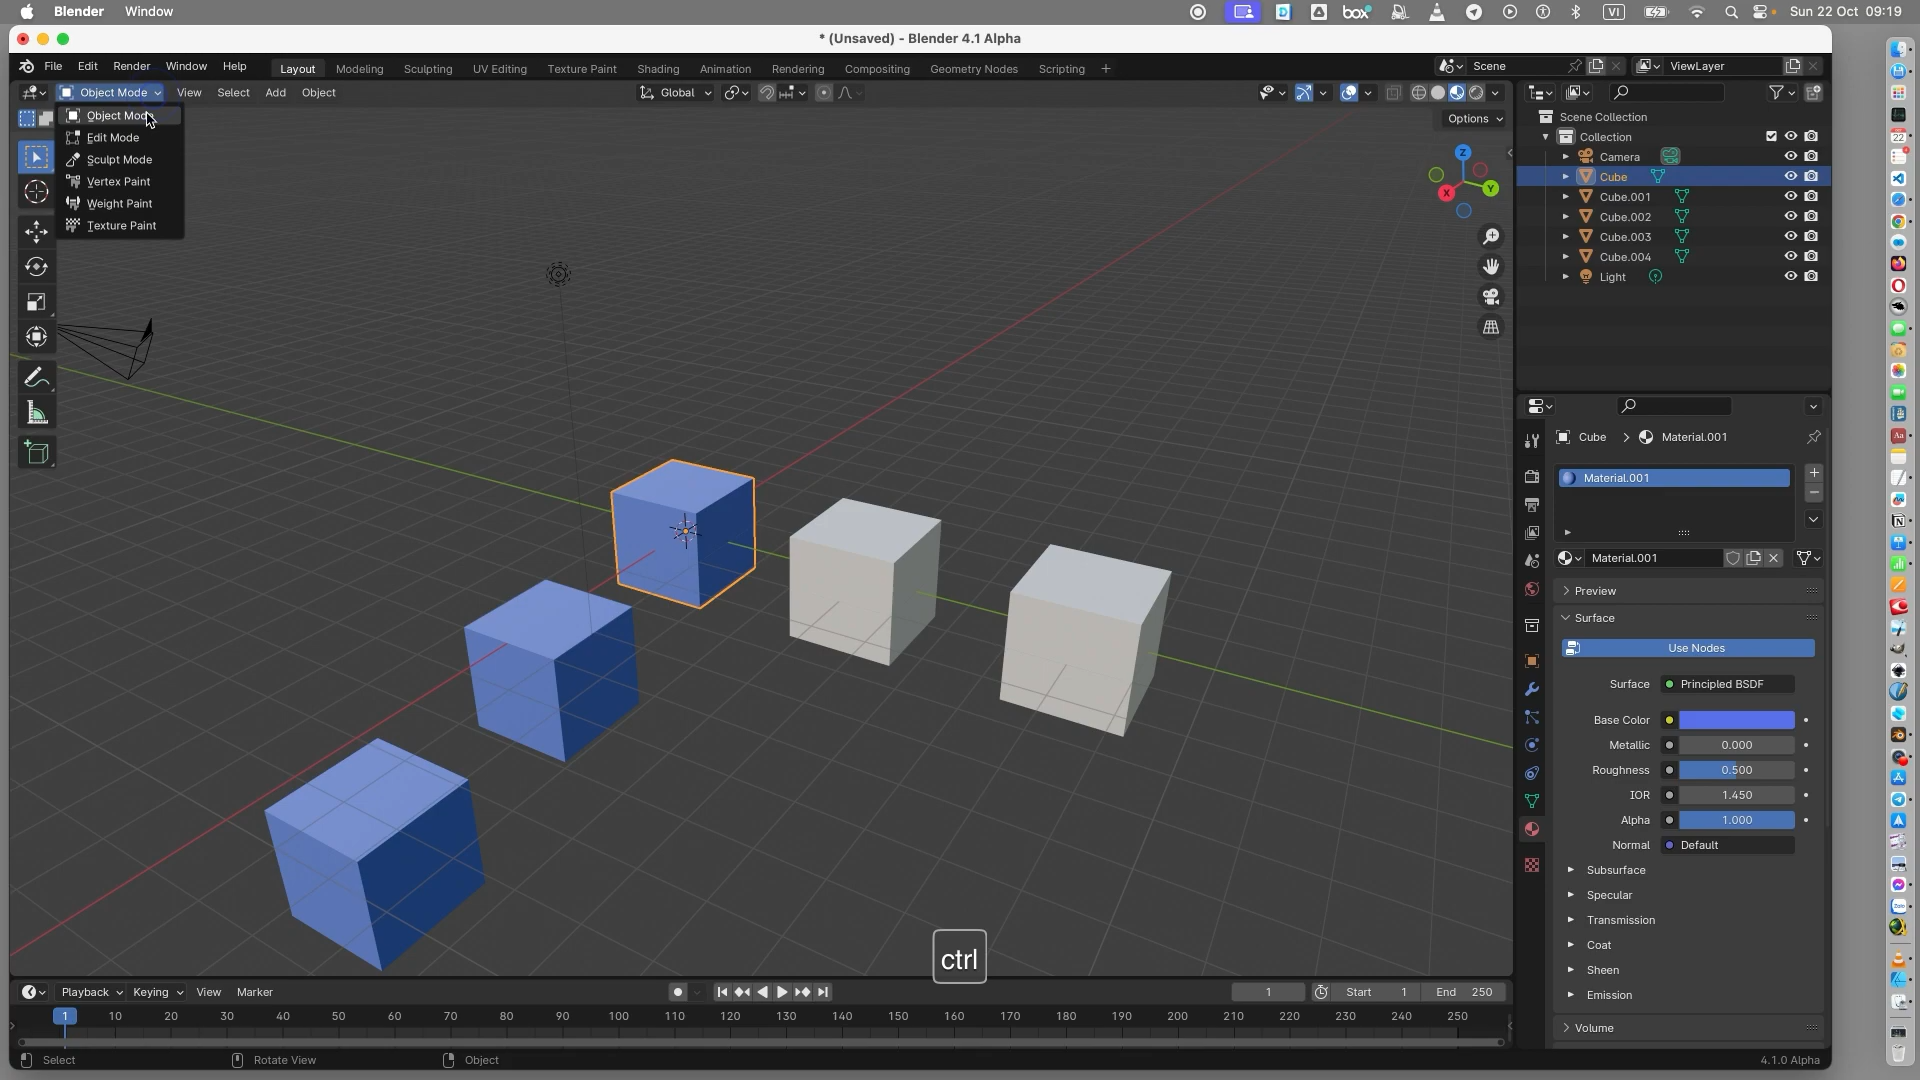 Blender Window
box VI Sun 22 Oct 09:19
* (Unsaved) - Blender 4.1 Alpha
File Edit Render Window Help Layout Modeling Sculpting UV Editing Texture Paint Shading Animation Rendering Compositing Geometry Nodes Scripting + Scene ViewLayer
Object Mode View Select Add Object Global
Options
Object Mode
Edit Mode
Sculpt Mode
Vertex Paint
Weight Paint
Texture Paint
Z
Y
X
Scene Collection
Collection
Camera
Cube
Cube.001
Cube.002
Cube.003
Cube.004
Light
Cube > Material.001
Material.001
Material.001
Preview
Surface
Use Nodes
Surface Principled BSDF
Base Color
Metallic 0.000
Roughness 0.500
IOR 1.450
Alpha 1.000
Normal Default
Subsurface
Specular
Transmission
Coat
Sheen
Emission
Volume
ctrl
Playback Keying View Marker 1 Start 1 End 250
1 10 20 30 40 50 60 70 80 90 100 110 120 130 140 150 160 170 180 190 200 210 220 230 240 250
Select Rotate View Object 4.1.0 Alpha